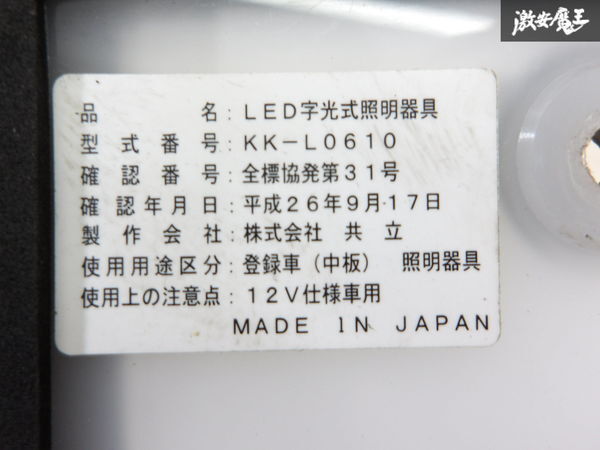 激安魔王
品名：LED字光式照明器具
型式番号：KK-L0610
確認番号：全標協発第31号
確認年月日：平成26年9月17日
製作会社：株式会社 共立
使用用途区分：登録車（中板） 照明器具
使用上の注意点：12V仕様車用
MADE IN JAPAN